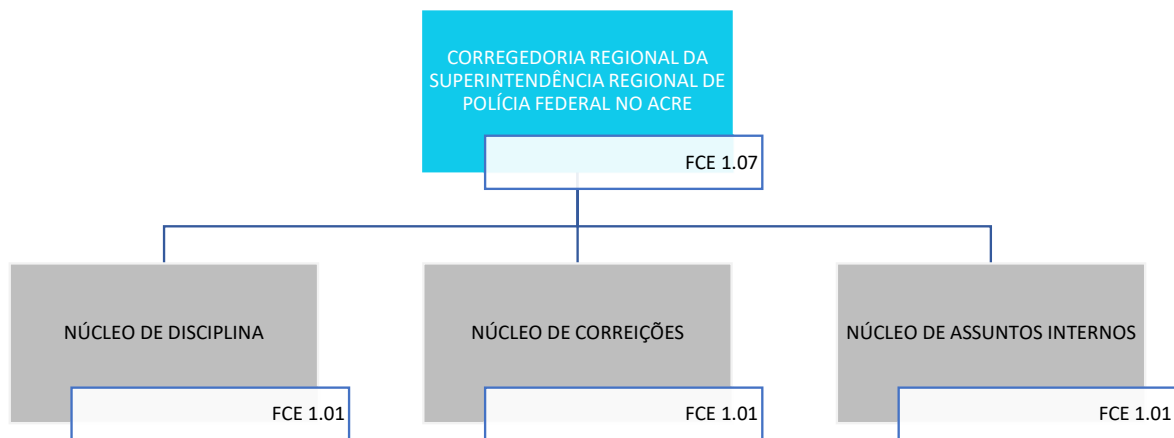 CORREGEDORIA REGIONAL DA
SUPERINTENDÊNCIA REGIONAL DE
POLÍCIA FEDERAL NO ACRE
FCE 1.07
NÚCLEO DE DISCIPLINA
FCE 1.01
NÚCLEO DE CORREIÇÕES
FCE 1.01
NÚCLEO DE ASSUNTOS INTERNOS
FCE 1.01